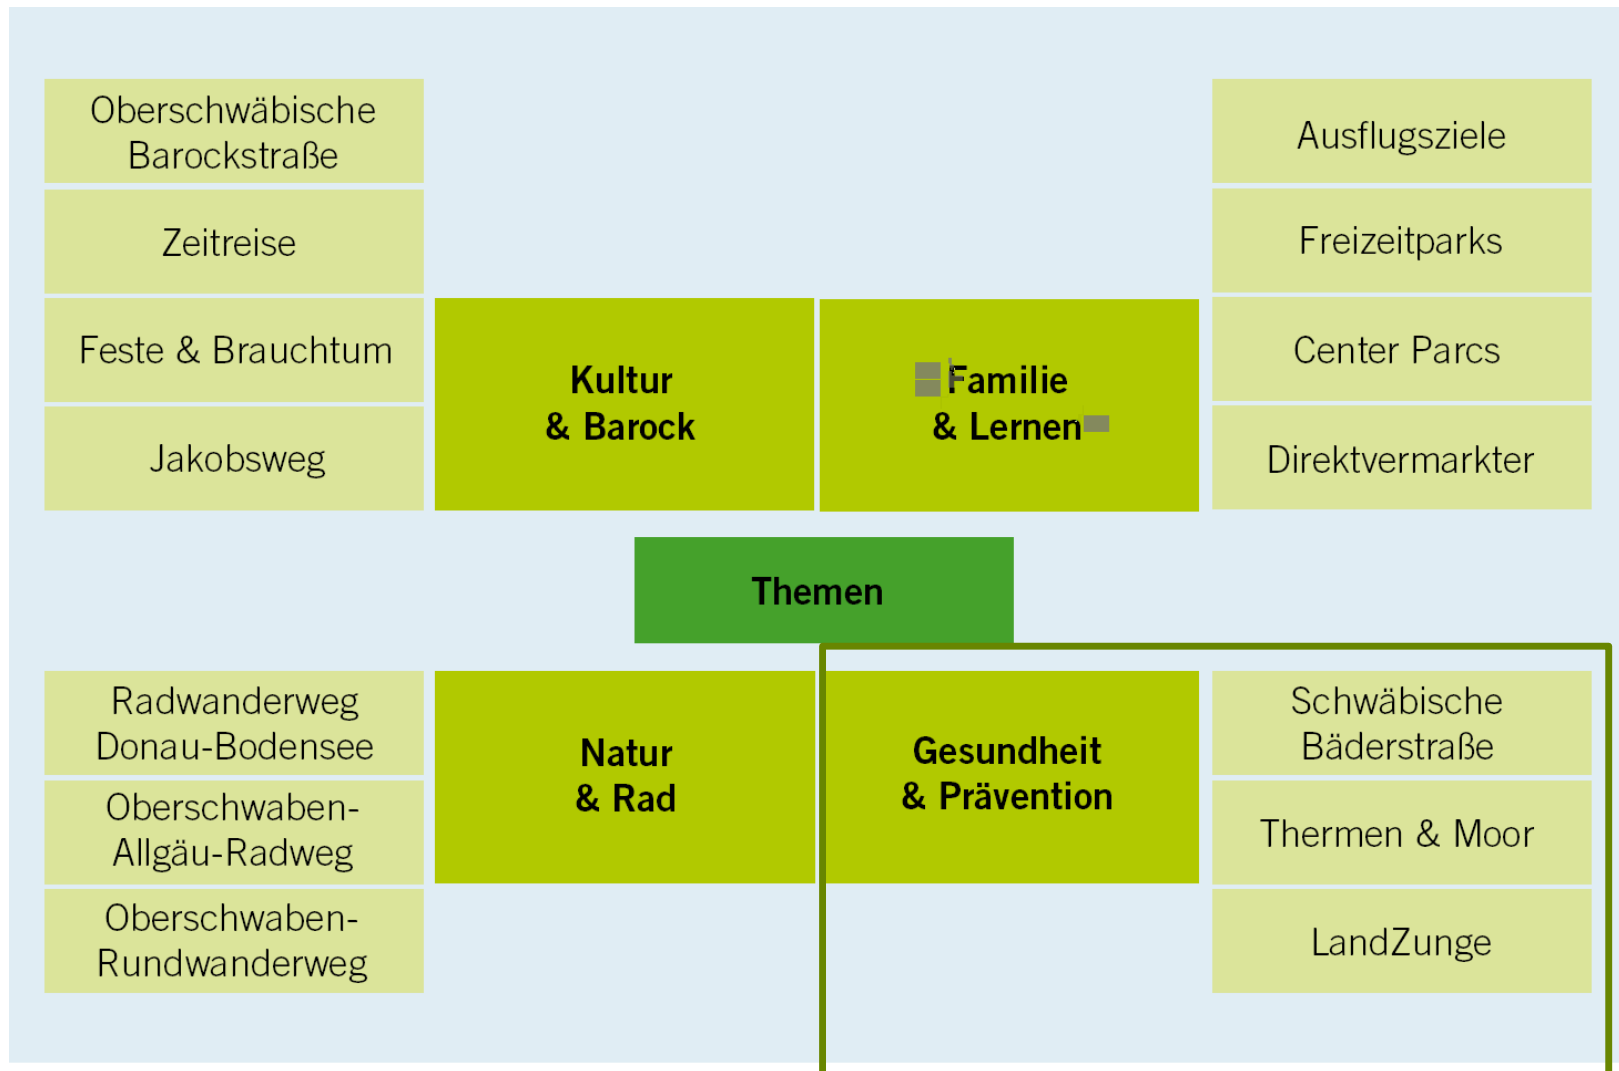 Oberschwäbische
Barockstraße
Zeitreise
Feste & Brauchtum
Jakobsweg
Kultur
& Barock
Familie
& Lernen
Ausflugsziele
Freizeitparks
Center Parcs
Direktvermarkter
Themen
Radwanderweg
Donau-Bodensee
Oberschwaben-
Allgäu-Radweg
Oberschwaben-
Rundwanderweg
Natur
& Rad
Gesundheit
& Prävention
Schwäbische
Bäderstraße
Thermen & Moor
LandZunge